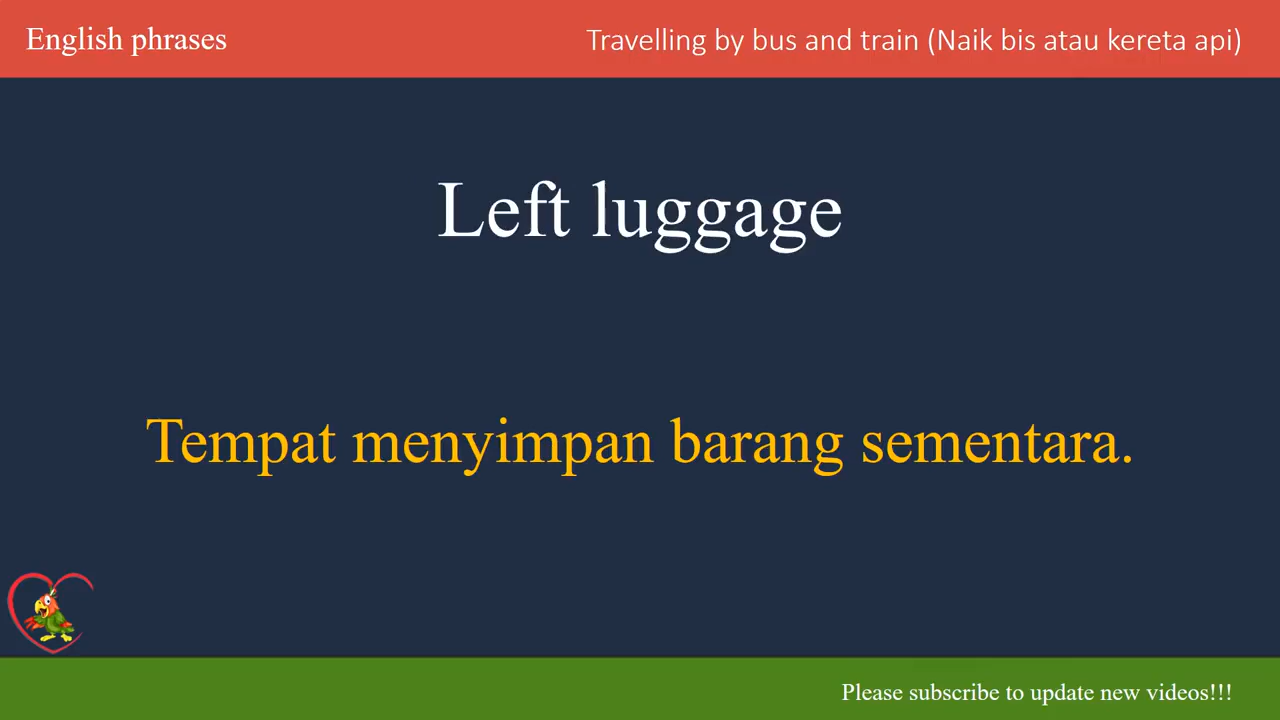 English phrases
Travelling by bus and train (Naik bis atau kereta api)
Left luggage
Tempat menyimpan barang sementara.
Please subscribe to update new videos!!!